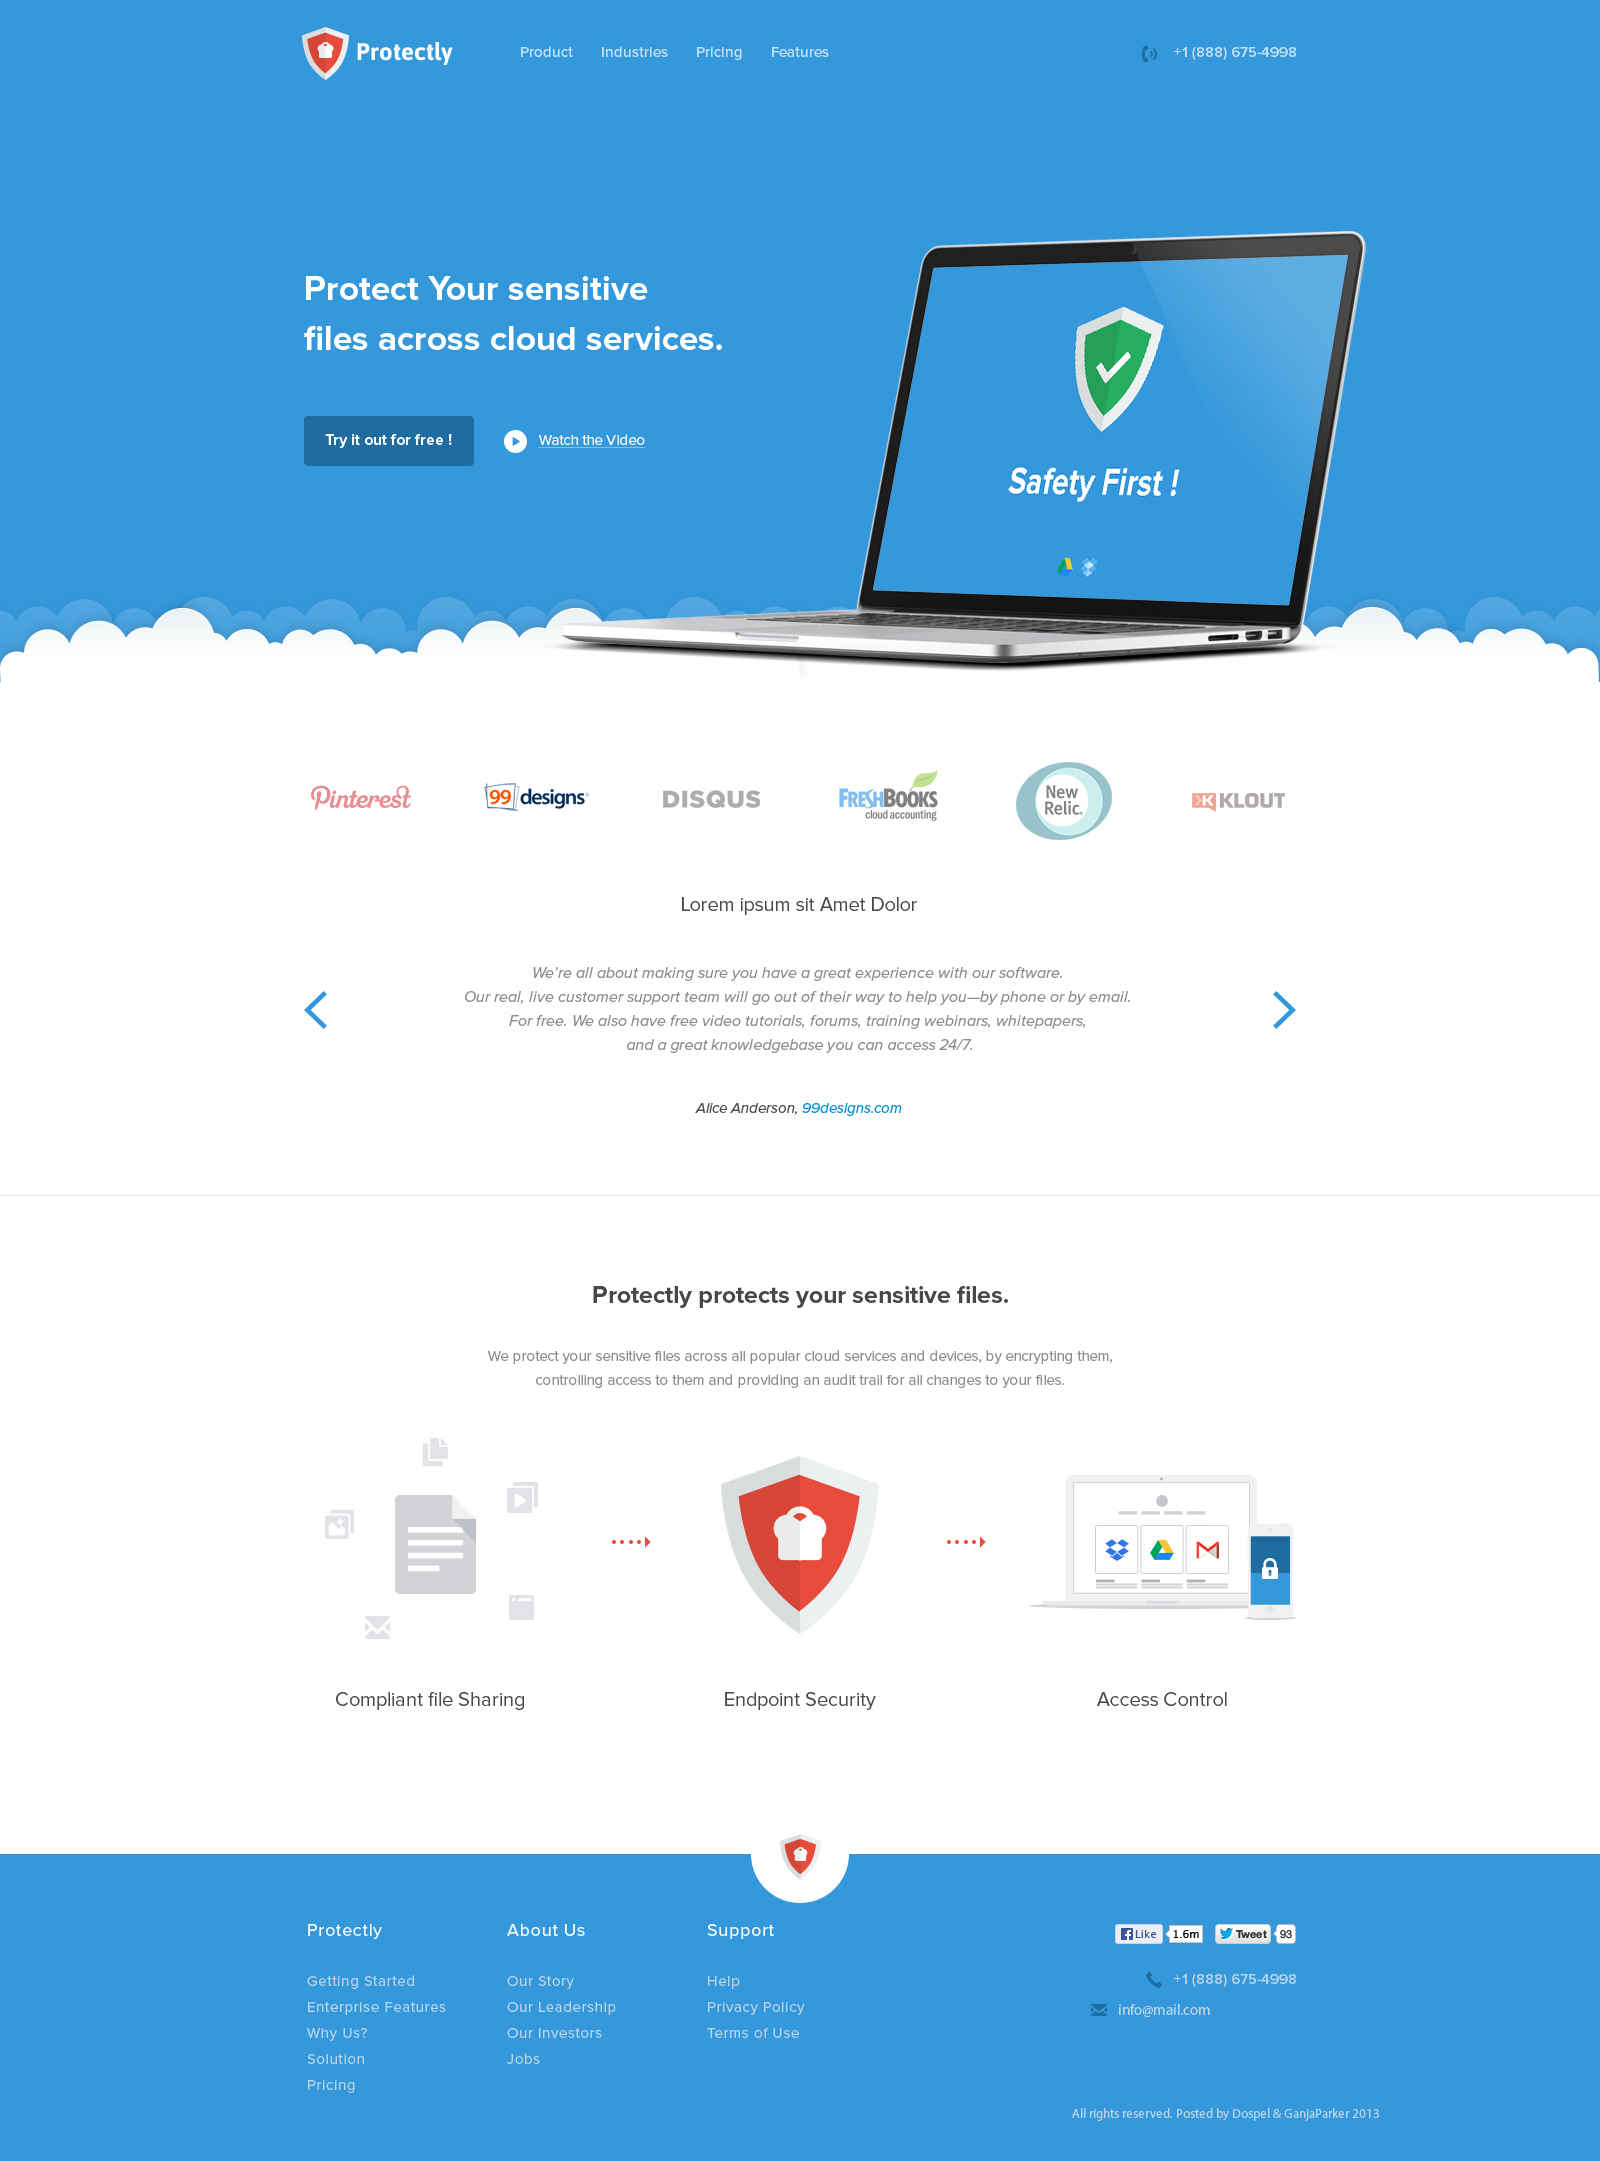 Protectly
Product Industries Pricing Features
+1 (888) 675-4998
Protect Your sensitive
files across cloud services.
Try it out for free !
Watch the Video
Safety First !
Pinterest
99designs
DISQUS
FRESHBOOKS
cloud accounting
New
Relic.
KLOUT
Lorem ipsum sit Amet Dolor
We're all about making sure you have a great experience with our software.
Our real, live customer support team will go out of their way to help you—by phone or by email.
For free. We also have free video tutorials, forums, training webinars, whitepapers,
and a great knowledgebase you can access 24/7.
Alice Anderson, 99designs.com
Protectly protects your sensitive files.
We protect your sensitive files across all popular cloud services and devices, by encrypting them,
controlling access to them and providing an audit trail for all changes to your files.
Compliant file Sharing
Endpoint Security
Access Control
Protectly
Getting Started
Enterprise Features
Why Us?
Solution
Pricing
About Us
Our Story
Our Leadership
Our Investors
Jobs
Support
Help
Privacy Policy
Terms of Use
Like 1.6m Tweet 93
+1 (888) 675-4998
info@mail.com
All rights reserved. Posted by Dospel & GanjaParker 2013